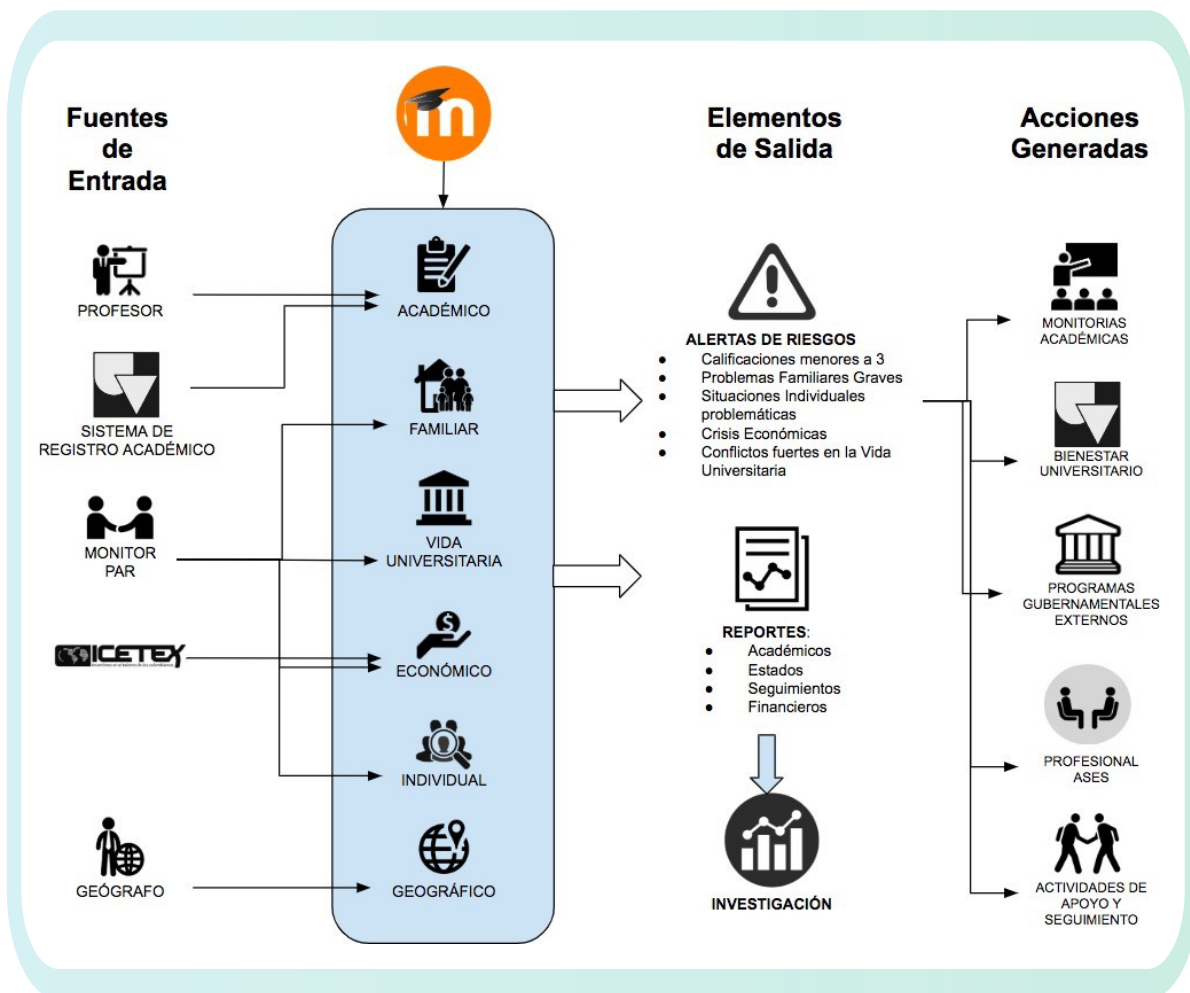 Fuentes
de
Entrada
m
Elementos
de Salida
Acciones
Generadas
PROFESOR
SISTEMA DE
REGISTRO ACADÉMICO
MONITOR
PAR
ICETEX
GEÓGRAFO
ACADÉMICO
FAMILIAR
VIDA
UNIVERSITARIA
ECONÓMICO
INDIVIDUAL
GEOGRÁFICO
ALERTAS DE RIESGOS
● Calificaciones menores a 3
● Problemas Familiares Graves
● Situaciones Individuales
problemáticas
● Crisis Económicas
● Conflictos fuertes en la Vida
Universitaria
REPORTES:
● Académicos
● Estados
● Seguimientos
● Financieros
INVESTIGACIÓN
MONITORIAS
ACADÉMICAS
BIENESTAR
UNIVERSITARIO
PROGRAMAS
GUBERNAMENTALES
EXTERNOS
PROFESIONAL
ASES
ACTIVIDADES DE
APOYO Y
SEGUIMIENTO